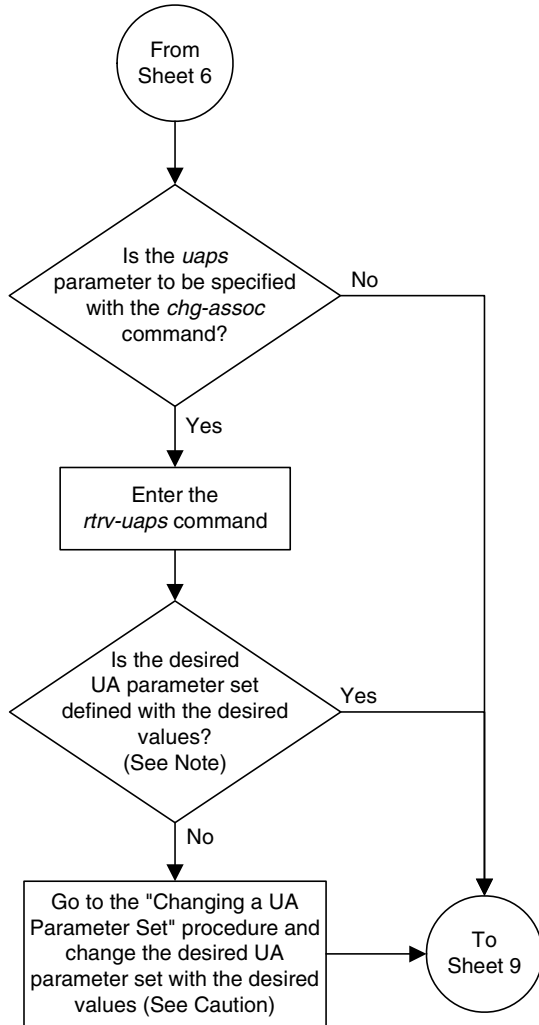 From
Sheet 6
Is the uaps
parameter to be specified
with the chg-assoc
command?
No
Yes
Enter the
rtrv-uaps command
Is the desired
UA parameter set
defined with the desired
values?
(See Note)
Yes
No
Go to the "Changing a UA
Parameter Set" procedure and
change the desired UA
parameter set with the desired
values (See Caution)
To
Sheet 9